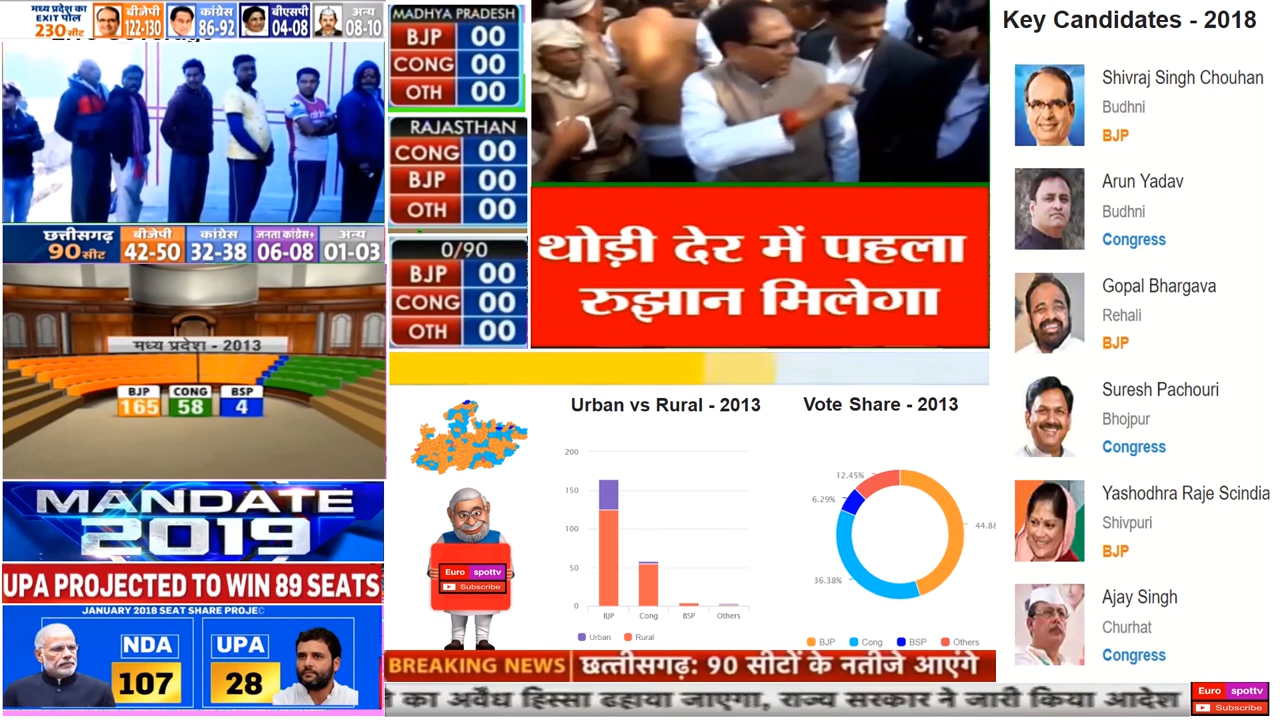 मध्य प्रदेश का
EXIT पोल
230 सीट
बीजेपी
122-130
कांग्रेस
86-92
बीएसपी
04-08
अन्य
08-10
छत्तीसगढ़
90 सीट
बीजेपी
42-50
कांग्रेस
32-38
जनता कांग्रेस+
06-08
अन्य
01-03
मध्य प्रदेश - 2013
BJP
165
CONG
58
BSP
4
MANDATE
2019
UPA PROJECTED TO WIN 89 SEATS
JANUARY 2018 SEAT SHARE PROJEC
NDA
107
UPA
28
MADHYA PRADESH
BJP 00
CONG 00
OTH 00
RAJASTHAN
CONG 00
BJP 00
OTH 00
0/90
BJP 00
CONG 00
OTH 00
थोड़ी देर में पहला
रुझान मिलेगा
Euro spottv
Subscribe
Urban vs Rural - 2013
200
150
100
50
0
BJP Cong BSP Others
Urban Rural
Vote Share - 2013
12.45%
6.29%
44.88
36.38%
BJP Cong BSP Others
BREAKING NEWS छत्तीसगढ़: 90 सीटों के नतीजे आएंगे
का अवैध हिस्सा ढहाया जाएगा, राज्य सरकार ने जारी किया आदेश
Key Candidates - 2018
Shivraj Singh Chouhan
Budhni
BJP
Arun Yadav
Budhni
Congress
Gopal Bhargava
Rehali
BJP
Suresh Pachouri
Bhojpur
Congress
Yashodhra Raje Scindia
Shivpuri
BJP
Ajay Singh
Churhat
Congress
Euro spottv
Subscribe